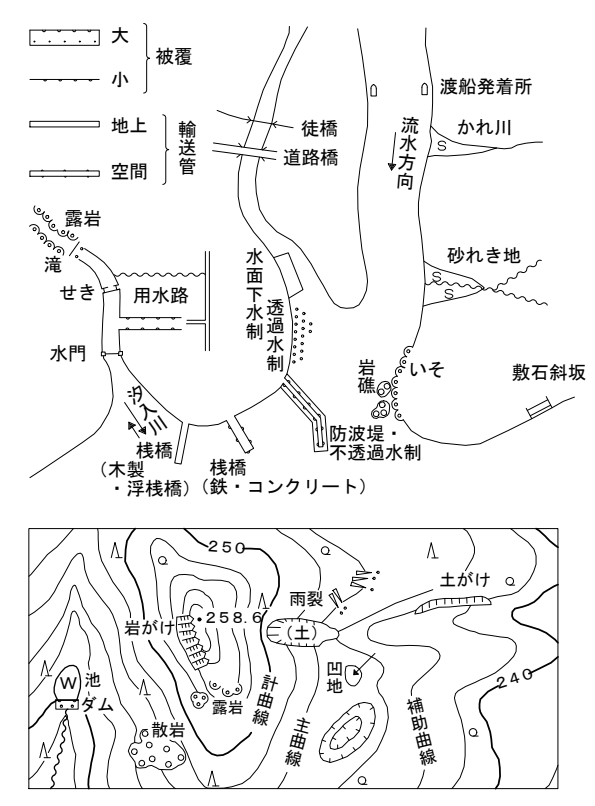 大
小
被覆
地上
空間
輸送管
渡船発着所
かれ川
S
徒橋
道路橋
流水方向
露岩
滝
せき
用水路
水門
水面下水制
透過水制
砂れき地
S
S
岩礁
いそ
敷石斜坂
汐入川
桟橋
(木製
・浮桟橋)
桟橋
(鉄・コンクリート)
防波堤・
不透過水制
250
258.6
岩がけ
雨裂
(土)
土がけ
凹地
240
W
池
ダム
散岩
露岩
計曲線
主曲線
補助曲線